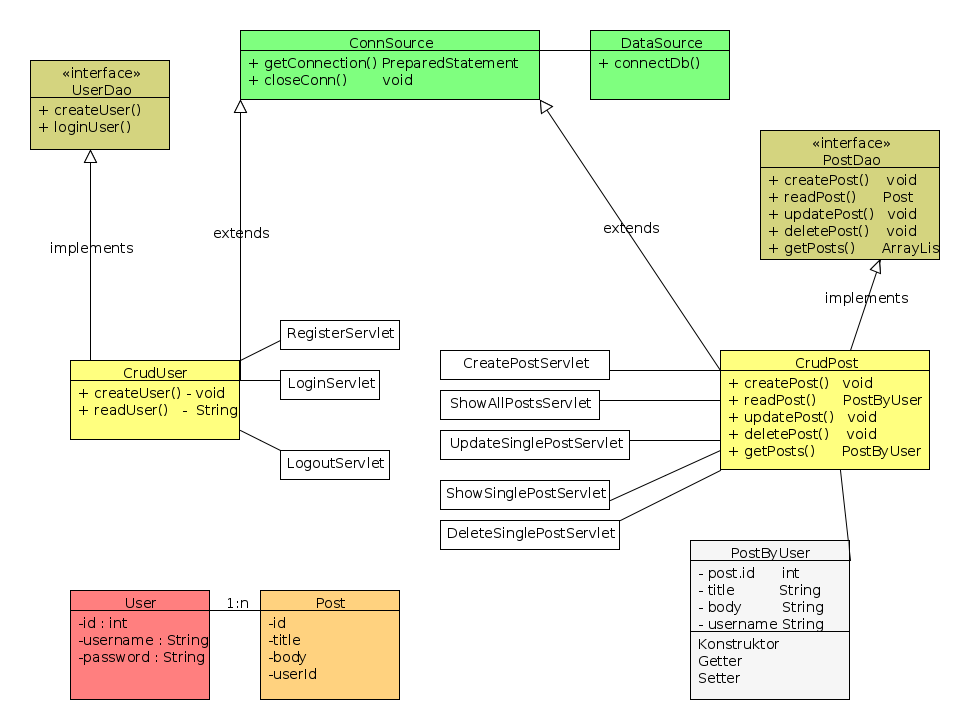 ConnSource
+ getConnection() PreparedStatement
+ closeConn() void
DataSource
+ connectDb()
«interface»
UserDao
+ createUser()
+ loginUser()
«interface»
PostDao
+ createPost() void
+ readPost() Post
+ updatePost() void
+ deletePost() void
+ getPosts() ArrayLis
implements
extends
extends
implements
RegisterServlet
LoginServlet
LogoutServlet
CrudUser
+ createUser() - void
+ readUser() - String
CreatePostServlet
ShowAllPostsServlet
UpdateSinglePostServlet
ShowSinglePostServlet
DeleteSinglePostServlet
CrudPost
+ createPost() void
+ readPost() PostByUser
+ updatePost() void
+ deletePost() void
+ getPosts() PostByUser
PostByUser
- post.id int
- title String
- body String
- username String
Konstruktor
Getter
Setter
User
-id : int
-username : String
-password : String
1:n
Post
-id
-title
-body
-userId